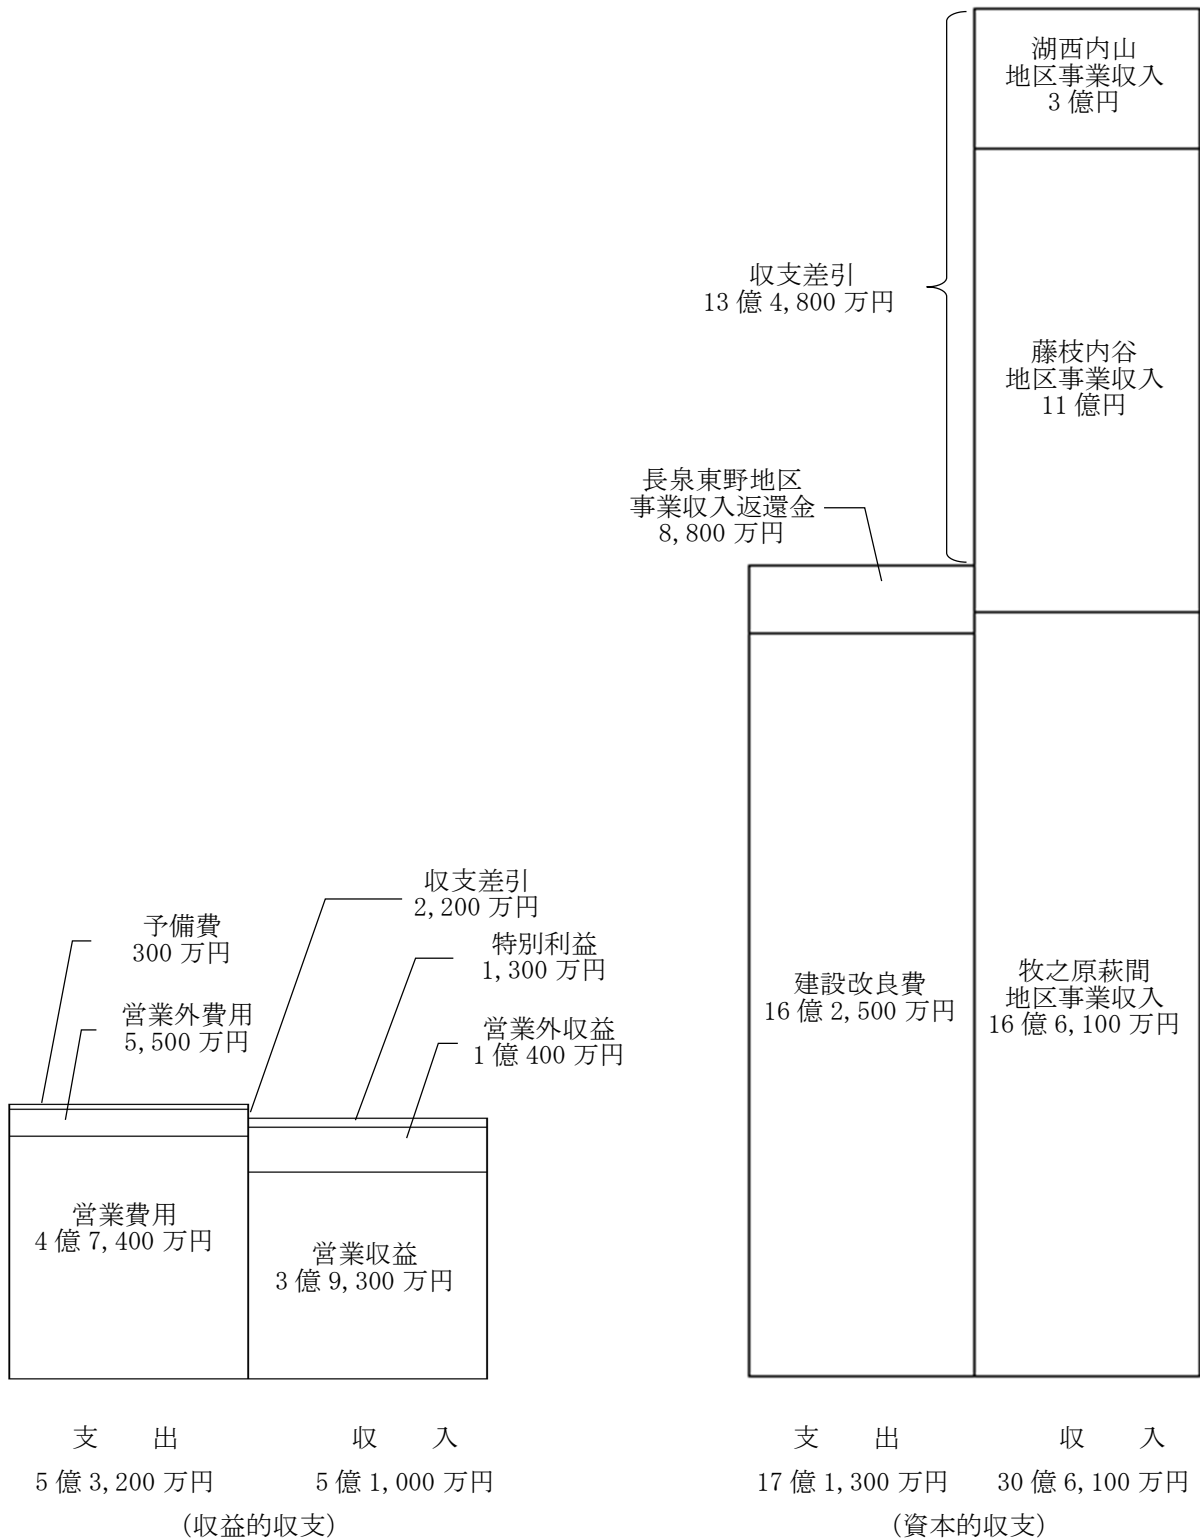 湖西内山
地区事業収入
3 億円
収支差引
13 億 4,800 万円
藤枝内谷
地区事業収入
11 億円
長泉東野地区
事業収入返還金
8,800 万円
収支差引
2,200 万円
予備費
300 万円
特別利益
1,300 万円
営業外費用
5,500 万円
営業外収益
1 億 400 万円
建設改良費
16 億 2,500 万円
牧之原萩間
地区事業収入
16 億 6,100 万円
営業費用
4 億 7,400 万円
営業収益
3 億 9,300 万円
支 出
収 入
支 出
収 入
5 億 3,200 万円
5 億 1,000 万円
17 億 1,300 万円
30 億 6,100 万円
(収益的収支)
(資本的収支)